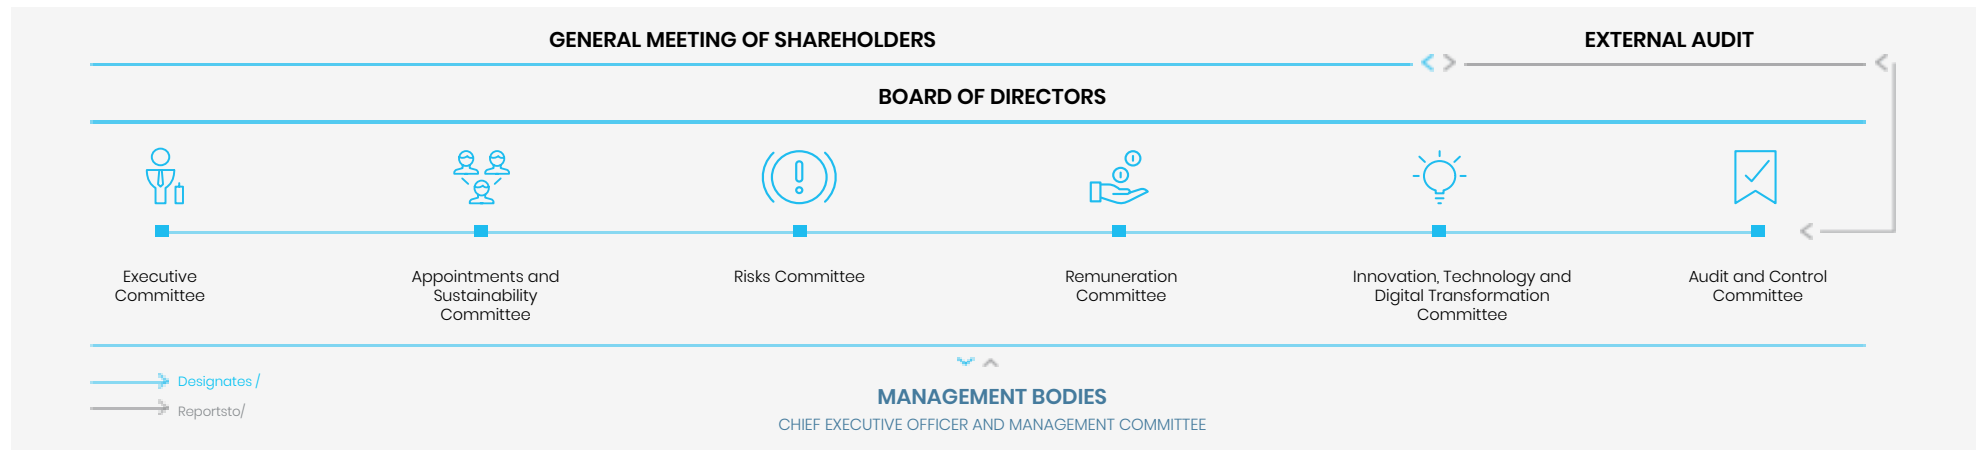 GENERAL MEETING OF SHAREHOLDERS
EXTERNAL AUDIT
BOARD OF DIRECTORS
Executive
Committee
Appointments and
Sustainability
Committee
Risks Committee
Remuneration
Committee
Innovation, Technology and
Digital Transformation
Committee
Audit and Control
Committee
Designates /
Reportsto/
MANAGEMENT BODIES
CHIEF EXECUTIVE OFFICER AND MANAGEMENT COMMITTEE